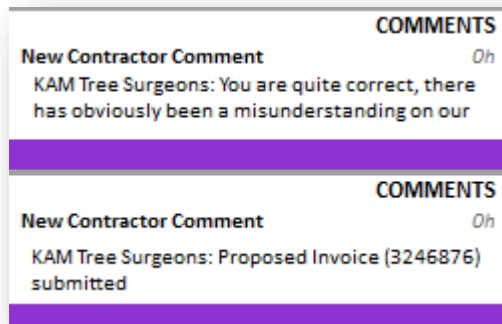 COMMENTS
New Contractor Comment 0h
KAM Tree Surgeons: You are quite correct, there
has obviously been a misunderstanding on our
COMMENTS
New Contractor Comment 0h
KAM Tree Surgeons: Proposed Invoice (3246876)
submitted